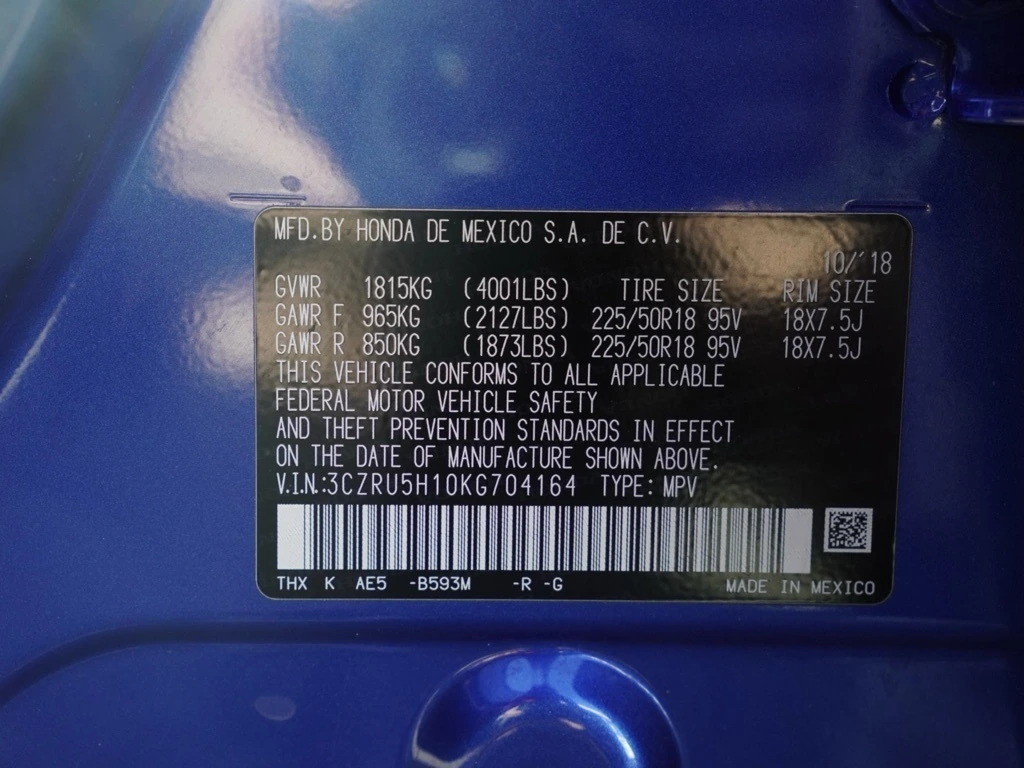 MFD.BY HONDA DE MEXICO S.A. DE C.V.
10/'18
GVWR 1815KG (4001LBS) TIRE SIZE RIM SIZE
GAWR F 965KG (2127LBS) 225/50R18 95V 18X7.5J
GAWR R 850KG (1873LBS) 225/50R18 95V 18X7.5J
THIS VEHICLE CONFORMS TO ALL APPLICABLE
FEDERAL MOTOR VEHICLE SAFETY
AND THEFT PREVENTION STANDARDS IN EFFECT
ON THE DATE OF MANUFACTURE SHOWN ABOVE.
V.I.N.:3CZRU5H10KG704164 TYPE: MPV
THX K AE5 -B593M -R -G MADE IN MEXICO